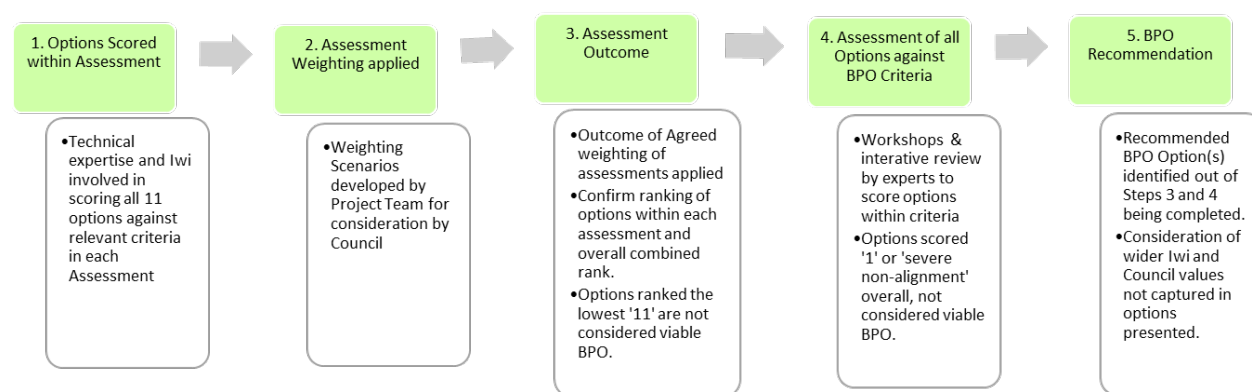 1. Options Scored
within Assessment
•Technical
expertise and Iwi
involved in
scoring all 11
options against
relevant criteria
in each
Assessment
2. Assessment
Weighting applied
•Weighting
Scenarios
developed by
Project Team for
consideration by
Council
3. Assessment
Outcome
•Outcome of Agreed
weighting of
assessments applied
•Confirm ranking of
options within each
assessment and
overall combined
rank.
•Options ranked the
lowest '11' are not
considered viable
BPO.
4. Assessment of all
Options against
BPO Criteria
•Workshops &
interative review
by experts to
score options
within criteria
•Options scored
'1' or 'severe
non-alignment'
overall, not
considered viable
BPO.
5. BPO
Recommendation
•Recommended
BPO Option(s)
identified out of
Steps 3 and 4
being completed.
•Consideration of
wider Iwi and
Council values
not captured in
options
presented.